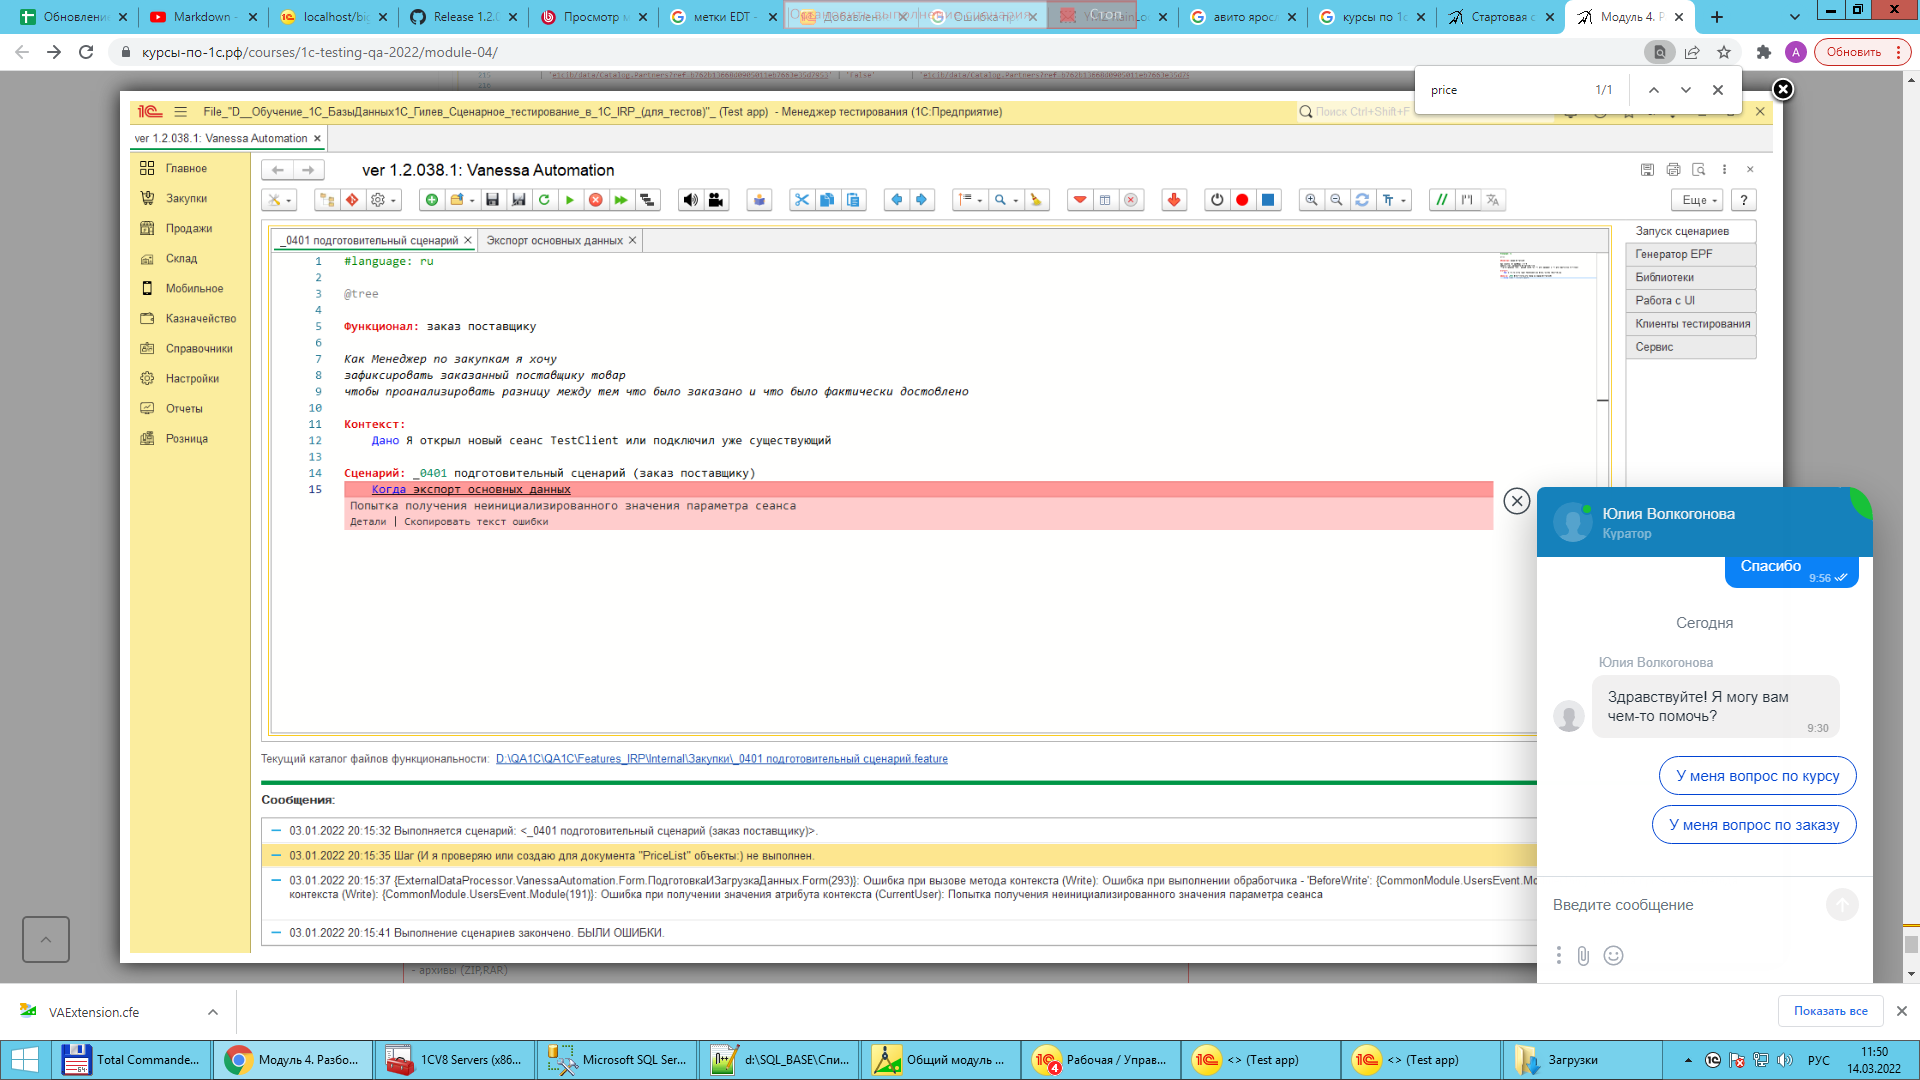 Обновлени
Markdown -
localhost/big
Release 1.2.0
Просмотр м
метки EDT -
Добавлени
Ошибка пр
авито яросл
курсы по 1с
Стартовая с
Модуль 4. Р
Остановить выполнение сценария
Стоп
курсы-по-1с.рф/courses/1c-testing-qa-2022/module-04/
А
Обновить
price
1/1
File_"D__Обучение_1С_БазыДанных1С_Гилев_Сценарное_тестирование_в_1С_IRP_(для_тестов)"_ (Test app) - Менеджер тестирования (1С:Предприятие)
Поиск Ctrl+Shift+F
ver 1.2.038.1: Vanessa Automation
Главное
Закупки
Продажи
Склад
Мобильное
Казначейство
Справочники
Настройки
Отчеты
Розница
ver 1.2.038.1: Vanessa Automation
Еще
?
_0401 подготовительный сценарий
Экспорт основных данных
1 #language: ru
2
3 @tree
4
5 Функционал: заказ поставщику
6
7 Как Менеджер по закупкам я хочу
8 зафиксировать заказанный поставщику товар
9 чтобы проанализировать разницу между тем что было заказано и что было фактически достовлено
10
11 Контекст:
12 Дано Я открыл новый сеанс TestClient или подключил уже существующий
13
14 Сценарий: _0401 подготовительный сценарий (заказ поставщику)
15 Когда экспорт основных данных
Попытка получения неинициализированного значения параметра сеанса
Детали | Скопировать текст ошибки
Запуск сценариев
Генератор EPF
Библиотеки
Работа с UI
Клиенты тестирования
Сервис
Текущий каталог файлов функциональности: D:\QA1C\QA1C\Features_IRP\Internal\Закупки\_0401 подготовительный сценарий.feature
Сообщения:
03.01.2022 20:15:32 Выполняется сценарий: <_0401 подготовительный сценарий (заказ поставщику)>.
03.01.2022 20:15:35 Шаг (И я проверяю или создаю для документа "PriceList" объекты:) не выполнен.
03.01.2022 20:15:37 {ExternalDataProcessor.VanessaAutomation.Form.ПодготовкаИЗагрузкаДанных.Form(293)}: Ошибка при вызове метода контекста (Write): Ошибка при выполнении обработчика - 'BeforeWrite': {CommonModule.UsersEvent.Mo
контекста (Write): {CommonModule.UsersEvent.Module(191)}: Ошибка при получении значения атрибута контекста (CurrentUser): Попытка получения неинициализированного значения параметра сеанса
03.01.2022 20:15:41 Выполнение сценариев закончено. БЫЛИ ОШИБКИ.
- архивы (ZIP,RAR)
Юлия Волкогонова
Куратор
Спасибо
9:56
Сегодня
Юлия Волкогонова
Здравствуйте! Я могу вам
чем-то помочь?
9:30
У меня вопрос по курсу
У меня вопрос по заказу
Введите сообщение
VAExtension.cfe
Показать все
Total Commande...
Модуль 4. Разбо...
1CV8 Servers (x86...
Microsoft SQL Ser...
d:\SQL_BASE\Спи...
Общий модуль ...
4
Рабочая / Управ...
<> (Test app)
<> (Test app)
Загрузки
РУС
11:50
14.03.2022